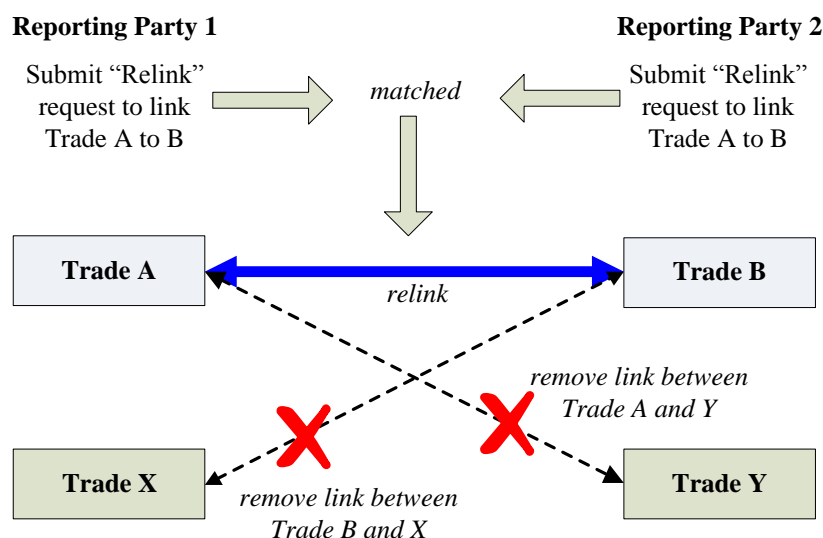 Reporting Party 1
Submit “Relink”
request to link
Trade A to B
matched
Reporting Party 2
Submit “Relink”
request to link
Trade A to B
Trade A
relink
Trade B
remove link between
Trade A and Y
Trade X
remove link between
Trade B and X
Trade Y